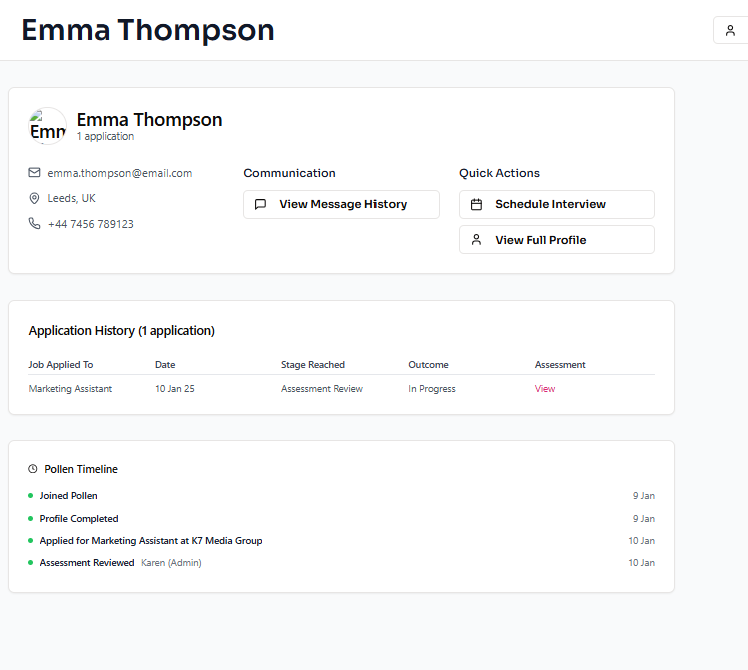 Emma Thompson
Emma Thompson
1 application
emma.thompson@email.com
Leeds, UK
+44 7456 789123
Communication
View Message History
Quick Actions
Schedule Interview
View Full Profile
Application History (1 application)
Job Applied To Date Stage Reached Outcome Assessment
Marketing Assistant 10 Jan 25 Assessment Review In Progress View
Pollen Timeline
Joined Pollen 9 Jan
Profile Completed 9 Jan
Applied for Marketing Assistant at K7 Media Group 10 Jan
Assessment Reviewed Karen (Admin) 10 Jan